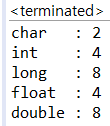 <terminated>
char   : 2
int    : 4
long   : 8
float  : 4
double : 8